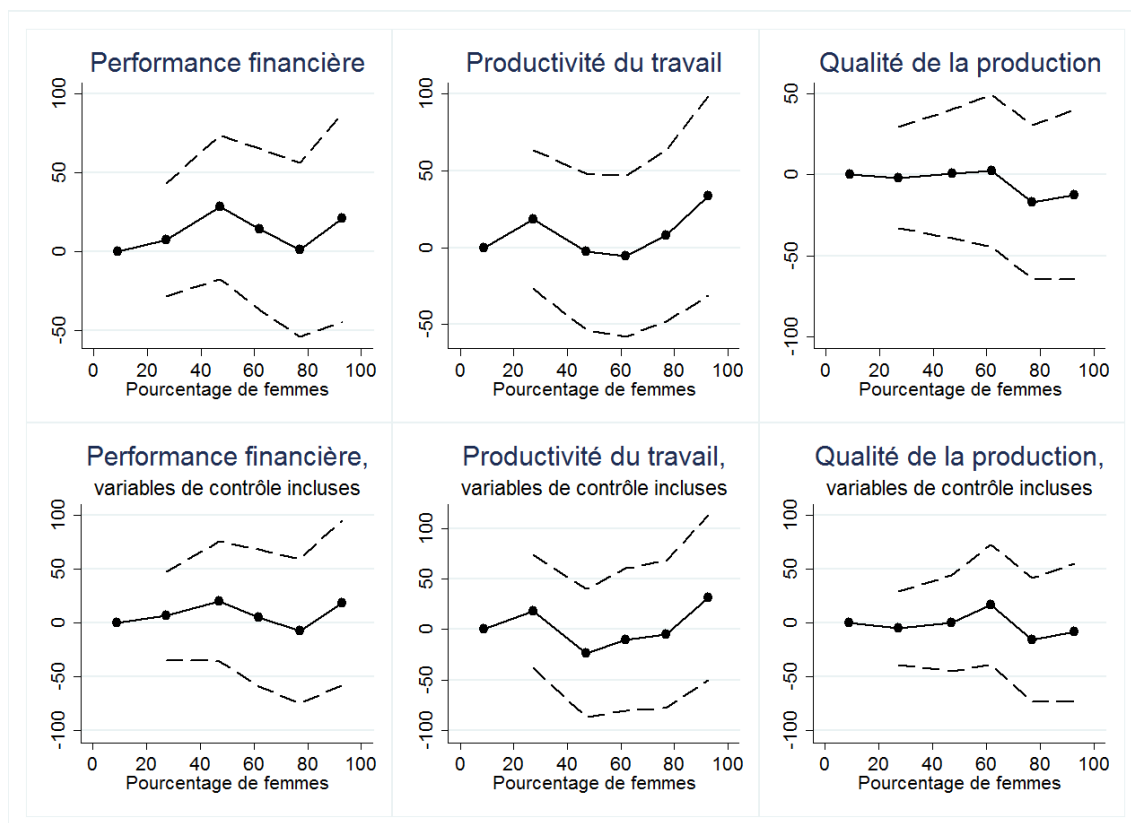 Performance financière
100
50
0
-50
0 20 40 60 80 100
Pourcentage de femmes
Productivité du travail
100
50
0
-50
0 20 40 60 80 100
Pourcentage de femmes
Qualité de la production
50
0
-50
-100
0 20 40 60 80 100
Pourcentage de femmes
Performance financière,
variables de contrôle incluses
100
50
0
-50
-100
0 20 40 60 80 100
Pourcentage de femmes
Productivité du travail,
variables de contrôle incluses
100
50
0
-50
-100
0 20 40 60 80 100
Pourcentage de femmes
Qualité de la production,
variables de contrôle incluses
100
50
0
-50
-100
0 20 40 60 80 100
Pourcentage de femmes